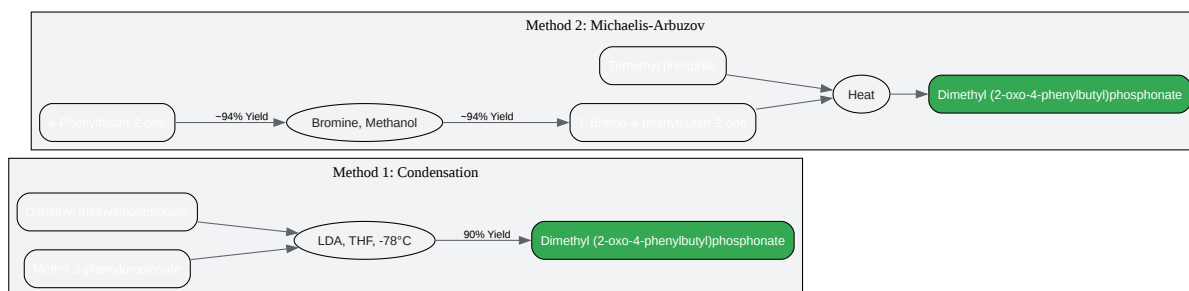 Method 2: Michaelis-Arbuzov
Trimethyl phosphite
4-Phenylbutan-2-one
~94% Yield
Bromine, Methanol
~94% Yield
1-Bromo-4-phenylbutan-2-one
Heat
Dimethyl (2-oxo-4-phenylbutyl)phosphonate
Method 1: Condensation
Dimethyl methylphosphonate
Methyl 3-phenylpropionate
LDA, THF, -78°C
90% Yield
Dimethyl (2-oxo-4-phenylbutyl)phosphonate